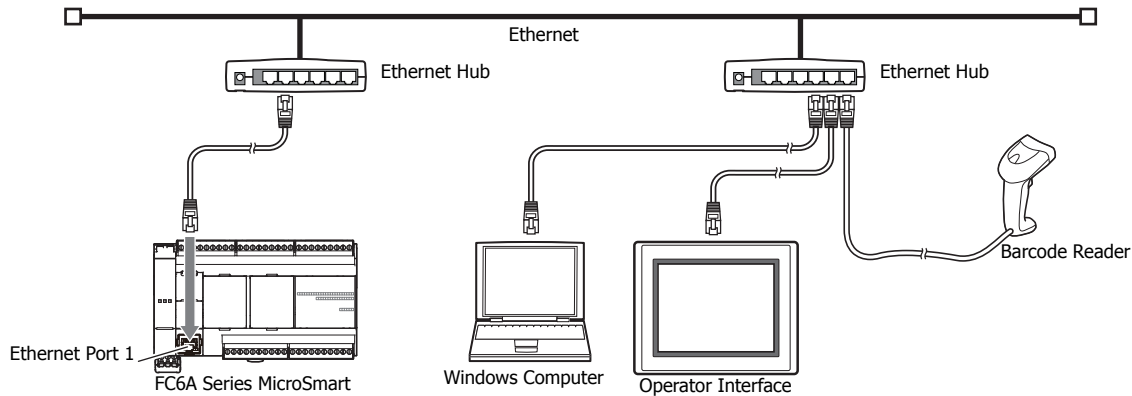 Ethernet
Ethernet Hub
Ethernet Hub
Barcode Reader
Ethernet Port 1
FC6A Series MicroSmart
Windows Computer
Operator Interface